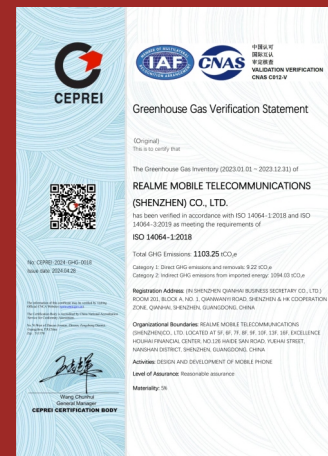 CEPREI
IAF
CNAS
中国认可
国际互认
审定核查
VALIDATION VERIFICATION
CNAS C012-V
Greenhouse Gas Verification Statement
(Original)
This is to certify that
The Greenhouse Gas Inventory (2023.01.01 ~ 2023.12.31) of
REALME MOBILE TELECOMMUNICATIONS
(SHENZHEN) CO., LTD.
has been verified in accordance with ISO 14064-1:2018 and ISO
14064-3:2019 as meeting the requirements of
ISO 14064-1:2018
Total GHG Emissions: 1103.25 tCO₂e
Category 1: Direct GHG emissions and removals: 9.22 tCO₂e
Category 2: Indirect GHG emissions from imported energy: 1094.03 tCO₂e
No: CEPREI-2024-GHG-0018
Issue date: 2024.04.26
Registration Address: (IN SHENZHEN QIANHAI BUSINESS SECRETARY CO., LTD.)
ROOM 201, BLOCK A, NO. 1, QIANWANYI ROAD, SHENZHEN & HK COOPERATION
ZONE, QIANHAI, SHENZHEN, GUANGDONG, CHINA
Organizational Boundaries: REALME MOBILE TELECOMMUNICATIONS
(SHENZHEN)CO., LTD. LOCATED AT 5F, 6F, 7F, 8F, 9F, 10F, 13F, 16F, EXCELLENCE
HOUHAI FINANCIAL CENTER, NO.126 HAIDE SAN ROAD, YUEHAI STREET,
NANSHAN DISTRICT, SHENZHEN, GUANGDONG, CHINA
Activities: DESIGN AND DEVELOPMENT OF MOBILE PHONE
Level of Assurance: Reasonable assurance
Materiality: 5%
Wang Chunhui
General Manager
CEPREI CERTIFICATION BODY